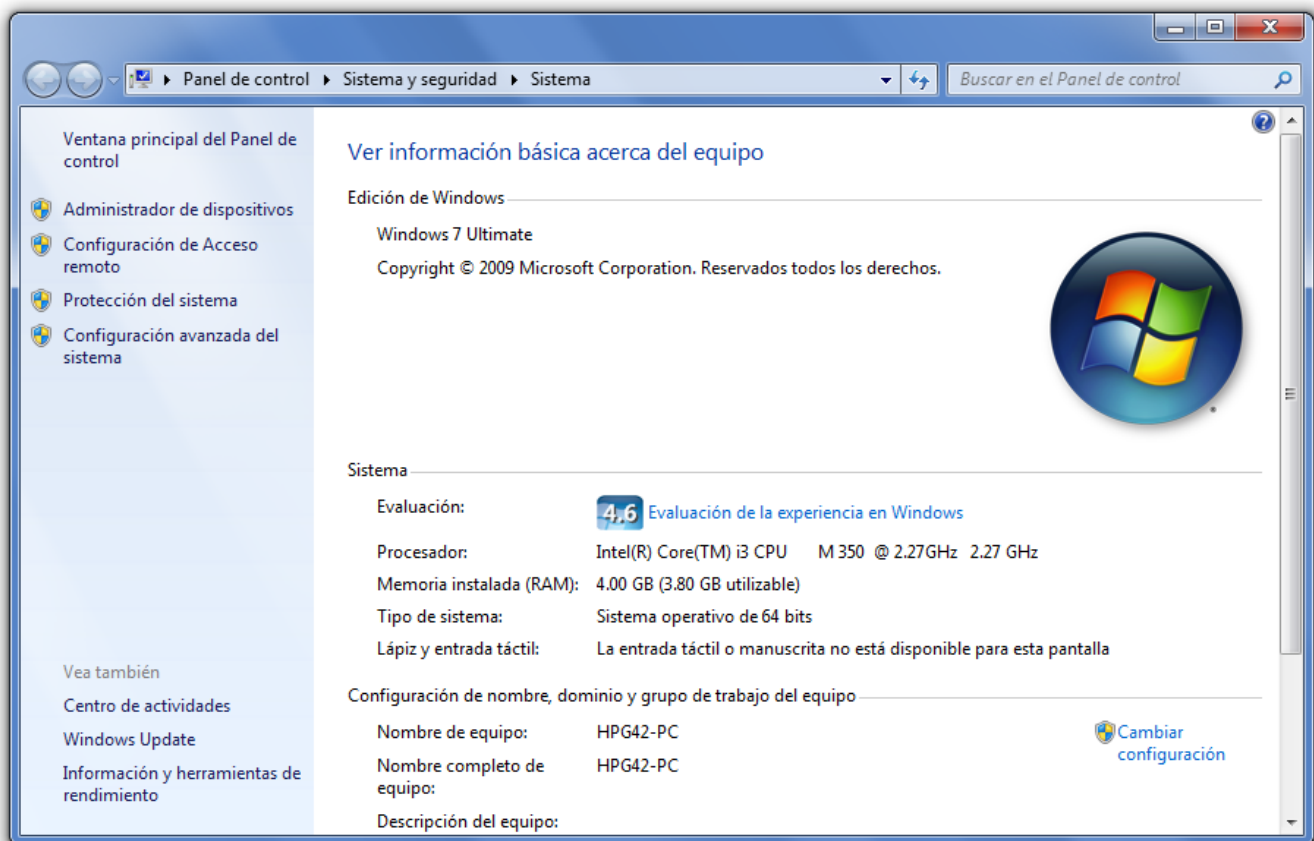 Panel de control Sistema y seguridad Sistema
Buscar en el Panel de control
Ventana principal del Panel de
control
Administrador de dispositivos
Configuración de Acceso
remoto
Protección del sistema
Configuración avanzada del
sistema
Vea también
Centro de actividades
Windows Update
Información y herramientas de
rendimiento
Ver información básica acerca del equipo
Edición de Windows
Windows 7 Ultimate
Copyright © 2009 Microsoft Corporation. Reservados todos los derechos.
Sistema
Evaluación: 4,6 Evaluación de la experiencia en Windows
Procesador: Intel(R) Core(TM) i3 CPU M 350 @ 2.27GHz 2.27 GHz
Memoria instalada (RAM): 4.00 GB (3.80 GB utilizable)
Tipo de sistema: Sistema operativo de 64 bits
Lápiz y entrada táctil: La entrada táctil o manuscrita no está disponible para esta pantalla
Configuración de nombre, dominio y grupo de trabajo del equipo
Nombre de equipo: HPG42-PC
Cambiar
configuración
Nombre completo de
equipo:
HPG42-PC
Descripción del equipo: